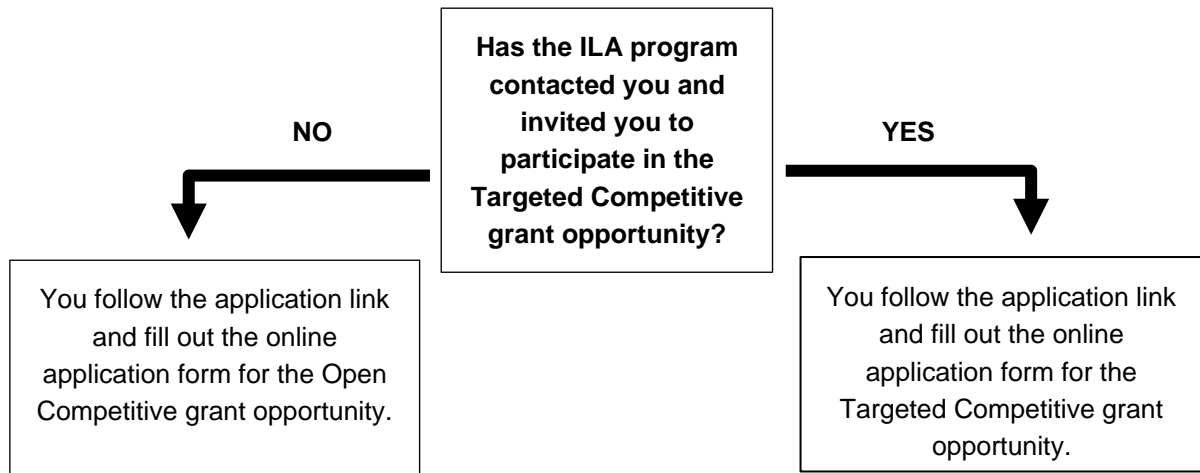 Has the ILA program
contacted you and
invited you to
participate in the
Targeted Competitive
grant opportunity?
NO
YES
You follow the application link
and fill out the online
application form for the Open
Competitive grant opportunity.
You follow the application link
and fill out the online
application form for the
Targeted Competitive grant
opportunity.